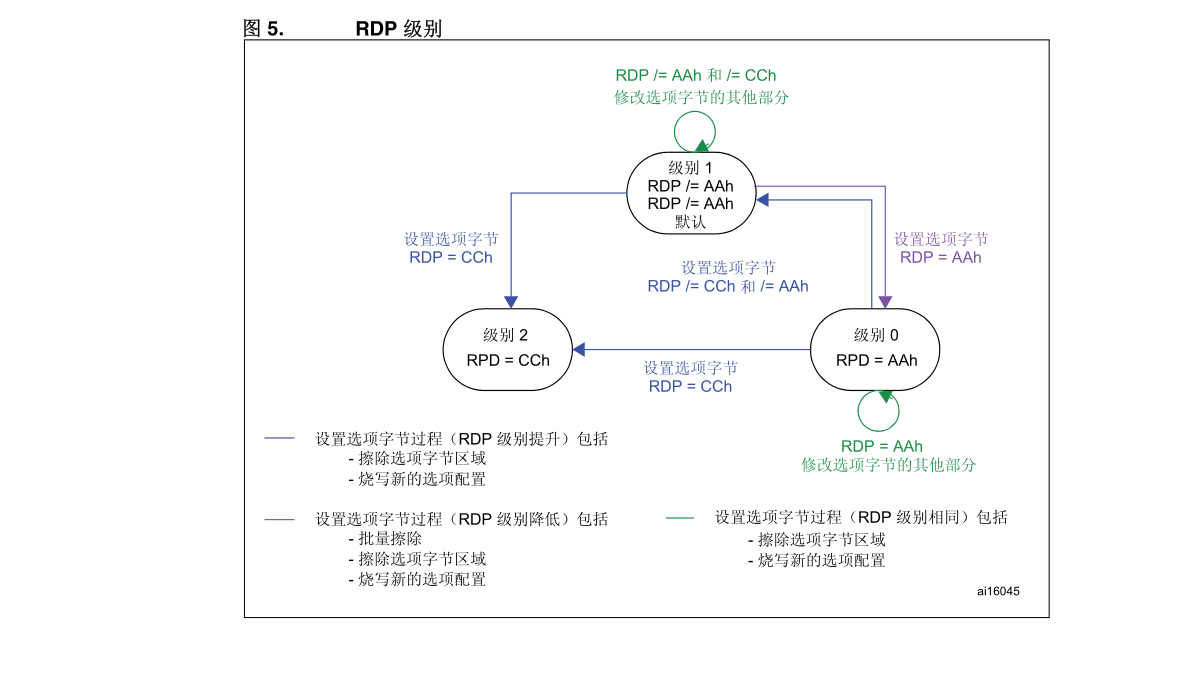 图 5. RDP 级别
RDP /= AAh 和 /= CCh
修改选项字节的其他部分
级别 1
RDP /= AAh
RDP /= AAh
默认
设置选项字节
RDP = CCh
设置选项字节
RDP = AAh
设置选项字节
RDP /= CCh 和 /= AAh
级别 2
RPD = CCh
级别 0
RPD = AAh
设置选项字节
RDP = CCh
RDP = AAh
修改选项字节的其他部分
设置选项字节过程（RDP 级别提升）包括
- 擦除选项字节区域
- 烧写新的选项配置
设置选项字节过程（RDP 级别降低）包括
- 批量擦除
- 擦除选项字节区域
- 烧写新的选项配置
设置选项字节过程（RDP 级别相同）包括
- 擦除选项字节区域
- 烧写新的选项配置
ai16045